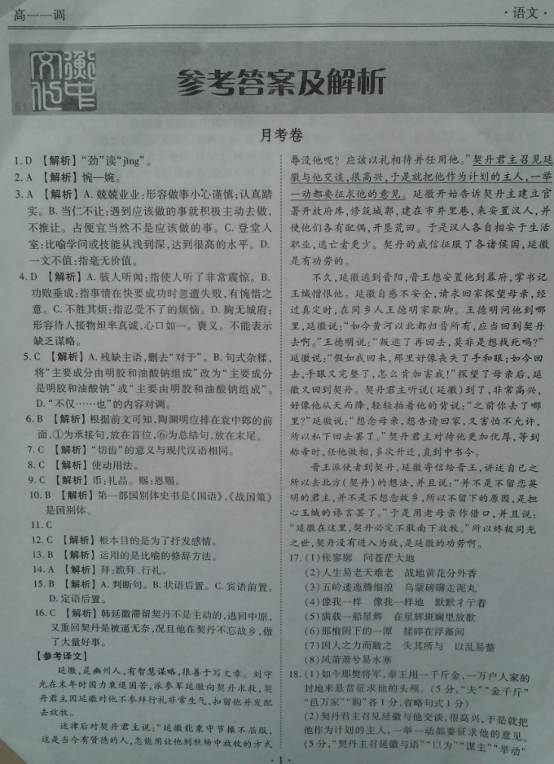 高一一调
·语文·
衡中文化
参考答案及解析
月考卷
1. D 【解析】“劲”读“jìng”。
2. A 【解析】惋—婉。
3. A 【解析】A. 兢兢业业:形容做事小心谨慎;认真踏
实。B. 当仁不让:遇到应该做的事就积极主动去做,
不推让。占便宜当然不是应该做的事。C. 登堂入
室:比喻学问或技能从浅到深,达到很高的水平。D.
一文不值:指毫无价值。
4. D 【解析】A. 骇人听闻:指使人听了非常震惊。B.
功败垂成:指事情在快要成功时忽遭失败,有惋惜之
意。C. 不胜其烦:指忍受不了的烦恼。D. 胸无城府:
形容待人接物坦率真诚,心口如一。褒义。不能表示
缺乏谋略。
5. C 【解析】A. 残缺主语,删去“对于”。B. 句式杂糅,
将“主要成分由明胶和油酸钠组成”改为“主要成分
是明胶和油酸钠”或“主要由明胶和油酸钠组成”。
D. “不仅……也”的内容对调。
6. B 【解析】根据前文可知,陶渊明应排在袁中郎的前
面,①为承接句,放在首位,⑥为总结句,放在末尾。
7. C 【解析】“切齿”的意义与现代汉语相同。
8. C 【解析】使动用法。
9. C 【解析】币:礼品。赐:恩赐。
10. B 【解析】第一部国别体史书是《国语》,《战国策》
是国别体。
11. C
12. C 【解析】根本目的是为了抒发感情。
13. B 【解析】运用的是比喻的修辞方法。
14. A 【解析】拜:跪拜、行礼。
15. B 【解析】A. 判断句。B. 状语后置。C. 宾语前置。
D. 定语后置。
16. C 【解析】韩延徽滞留契丹不是主动的,逃回中原,
又重回契丹是被逼无奈,况且他在契丹不忘故乡,做
了大量好事。
【参考译文】
延徽,是幽州人,有智慧谋略,很善于写文章。刘守
光在末年时因力衰退困苦,派参军延徽向契丹求救,契
丹君主因延徽对他不参拜行礼非常生气,扣留他并发配
去放牧。
述律后对契丹君主说:“延徽能秉守节操不屈服,
这是当今有贤德的人,怎能用让他到牧场中放牧的方式
辱没他呢?应该以礼相待并任用他。”契丹君主召见延
徽与他交谈,很高兴,于是就把他作为计划的主人,一举
一动都要征求他的意见。延徽开始告诉契丹主建立官
署开放府库,修筑城郭,建在市井里巷,来安置汉人,并
使他们各有配偶,开垦荒田。于是汉人各自相安于生活
职业,逃亡者更少。契丹的威信征服了各诸侯国,延徽
是有功劳的。
不久,延徽逃到晋阳,晋王想安置他到幕府,掌书记
王缄憎恨他。延徽自感不安全,请求回家探望母亲,经
过真定时,在同乡人王德明家歇脚。王德明问他到哪
里,延徽说:“如今黄河以北都归晋所有,应当回到契丹
去啊。”王德明说:“叛逃了再回去,莫非是想找死吗?”
延徽说:“假如我回来,那里好像丧失了手和眼;如今回
去,手眼又完整了,怎么肯加害我!”探望了母亲后,延
徽又回到契丹。契丹君主听说(延徽)到了,非常高兴,
好像他从天而降,轻轻拍着他的背说:“之前你去了哪
里?”延徽说:“想念母亲,想告请回家,又害怕不允许,
所以私下回去罢了。”契丹君主对待他更加优厚,等到
称帝时,任他做相,多次升迁,直到中书令。
晋王派使者到契丹,延徽寄信给晋王,讲述自己之
所以去北方(契丹)的想法,并且说:“并不是不留恋英
明的君主,并不是不想念故乡,所以不留下的原因,是担
心王缄的谗言罢了。”于是用老母亲作借口,并且说:
“延徽在这里,契丹必定不敢南下放牧。”所以终极同光
之世,契丹没有进入为敌,是延徽的功劳啊。
17. (1)怅寥廓 问苍茫大地
(2)人生易老天难老 战地黄花分外香
(3)五岭逶迤腾细浪 乌蒙磅礴走泥丸
(4)像我一样 像我一样地 默默彳亍着
(5)满载一船星辉 在星辉斑斓里放歌
(6)那榆阴下的一潭 揉碎在浮藻间
(7)因人之力而敝之 失其所与 以乱易整
(8)风萧萧兮易水寒
18. (1)如今那樊将军,秦王用一千斤金,一万户人家的
封地来悬赏征求他的头颅。(5 分,“夫”“金千斤”
“邑万家”“购”各 1 分,省略句式 1 分)
(2)契丹君主召见延徽与他交谈,很高兴,于是就把
他作为计划的主人,一举一动都要征求他的意见。
(5 分,“契丹主召延徽与语”“以为”“谋主”“举动”
·1·